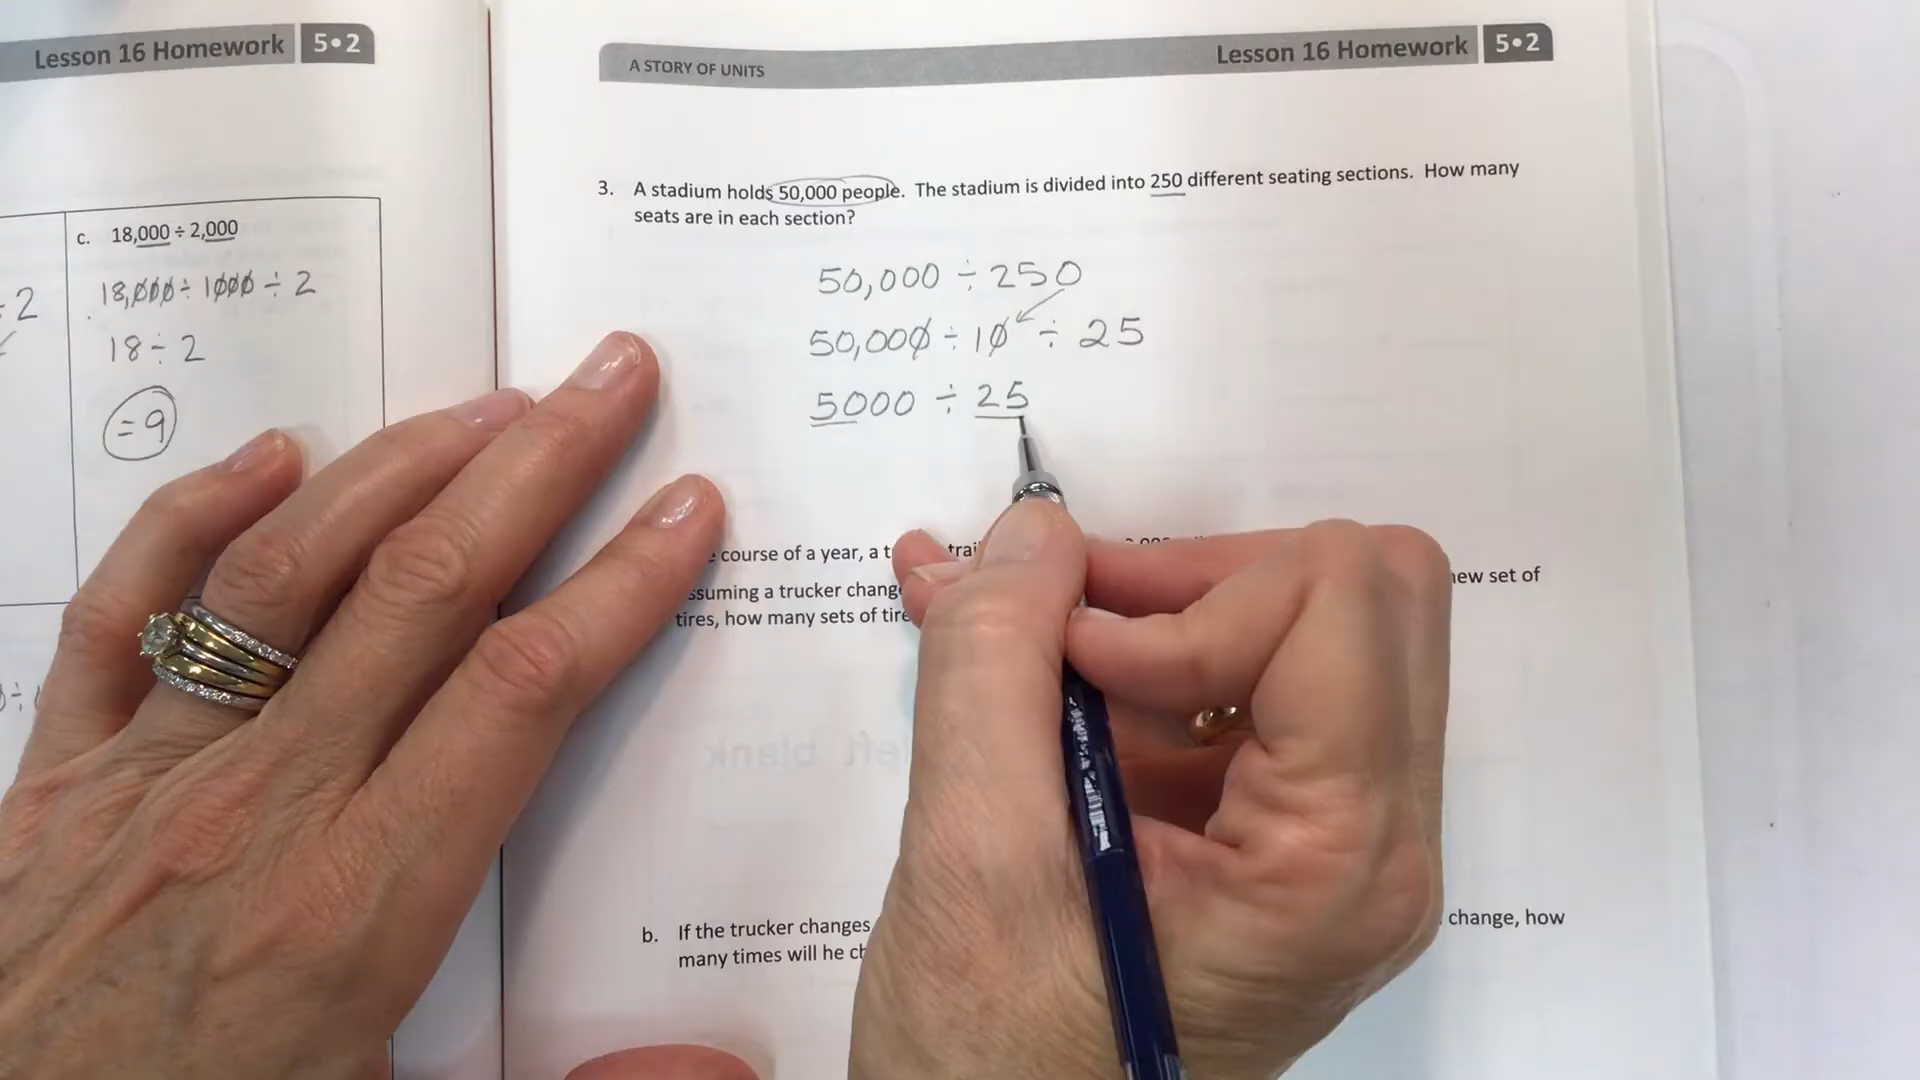 Lesson 16 Homework 5•2
c. 18,000 ÷ 2,000
18,000 ÷ 1000 ÷ 2
÷ 2
18 ÷ 2
= 9
A STORY OF UNITS
Lesson 16 Homework 5•2
3. A stadium holds 50,000 people. The stadium is divided into 250 different seating sections. How many
seats are in each section?
50,000 ÷ 250
50,000 ÷ 10 ÷ 25
5000 ÷ 25
course of a year, a
a trucker
new set of
tires, how many sets of
left blank
b. If the trucker changes change, how
many times will he